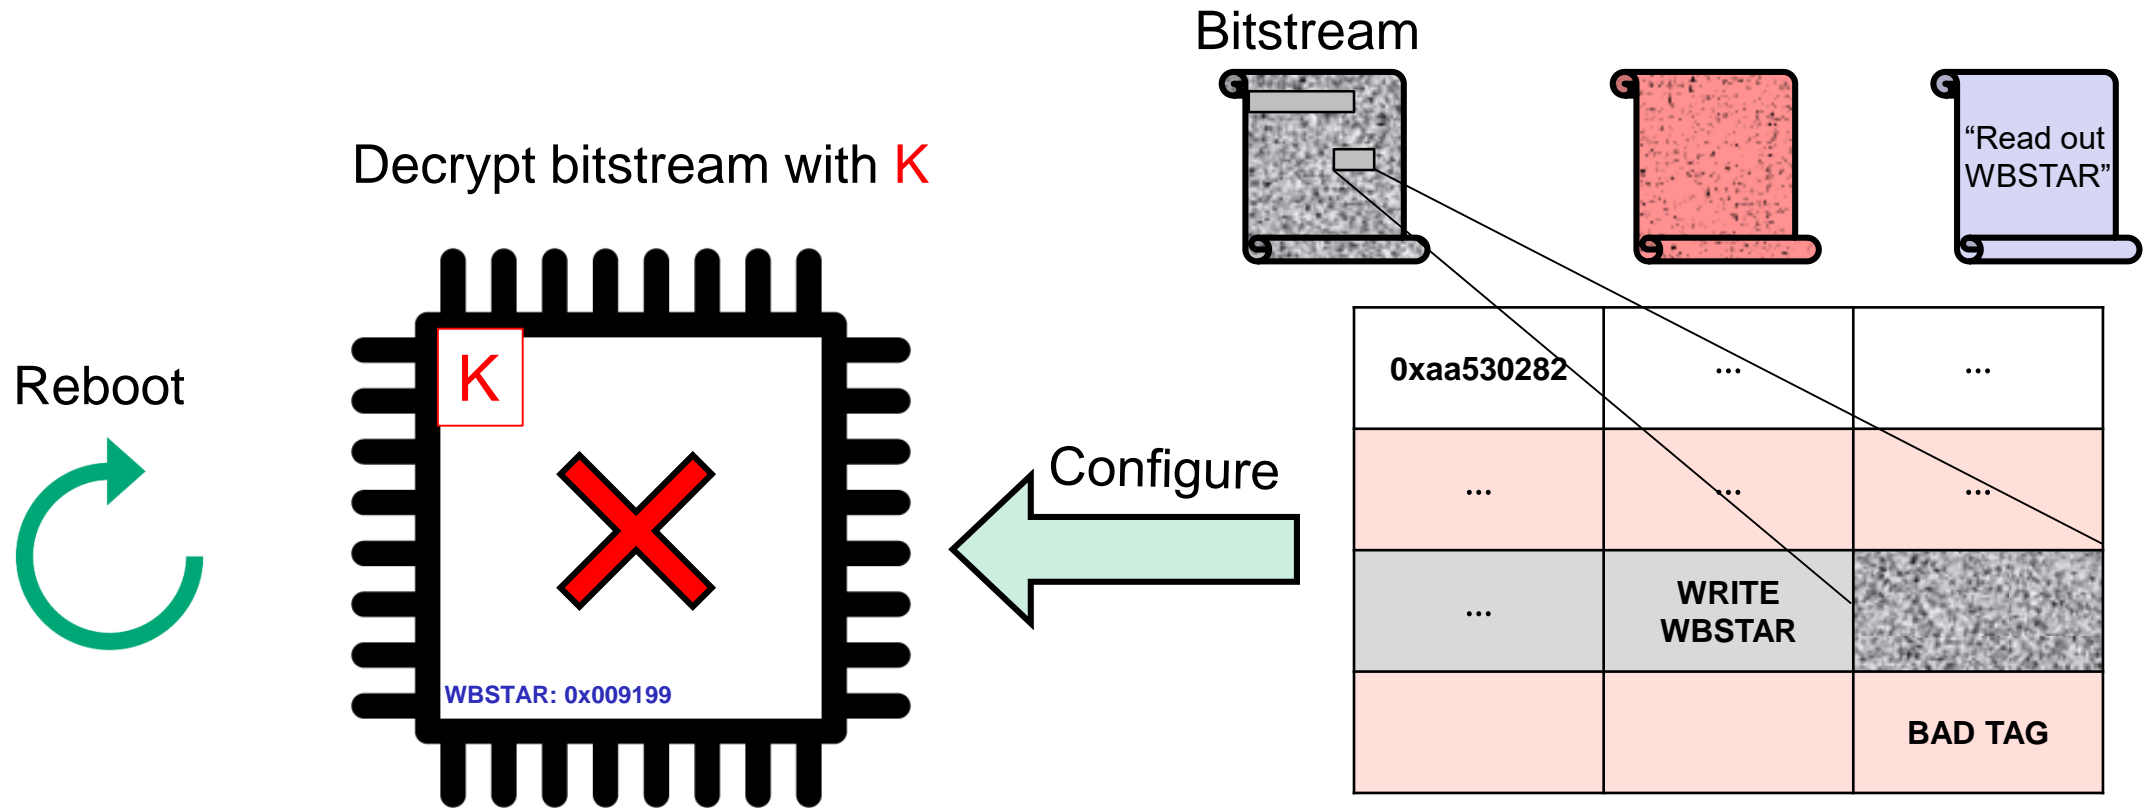 Bitstream
“Read out
WBSTAR”
Decrypt bitstream with K
K
Reboot
Configure
WBSTAR: 0x009199
0xaa530282 ... ...
... ... ...
... WRITE
WBSTAR
BAD TAG